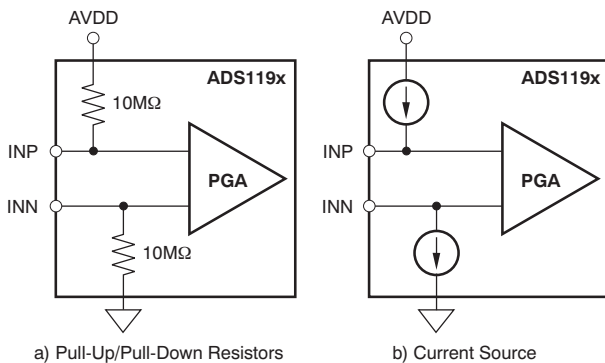 AVDD
ADS119x
10MΩ
INP
PGA
INN
10MΩ
a) Pull-Up/Pull-Down Resistors
AVDD
ADS119x
INP
PGA
INN
b) Current Source